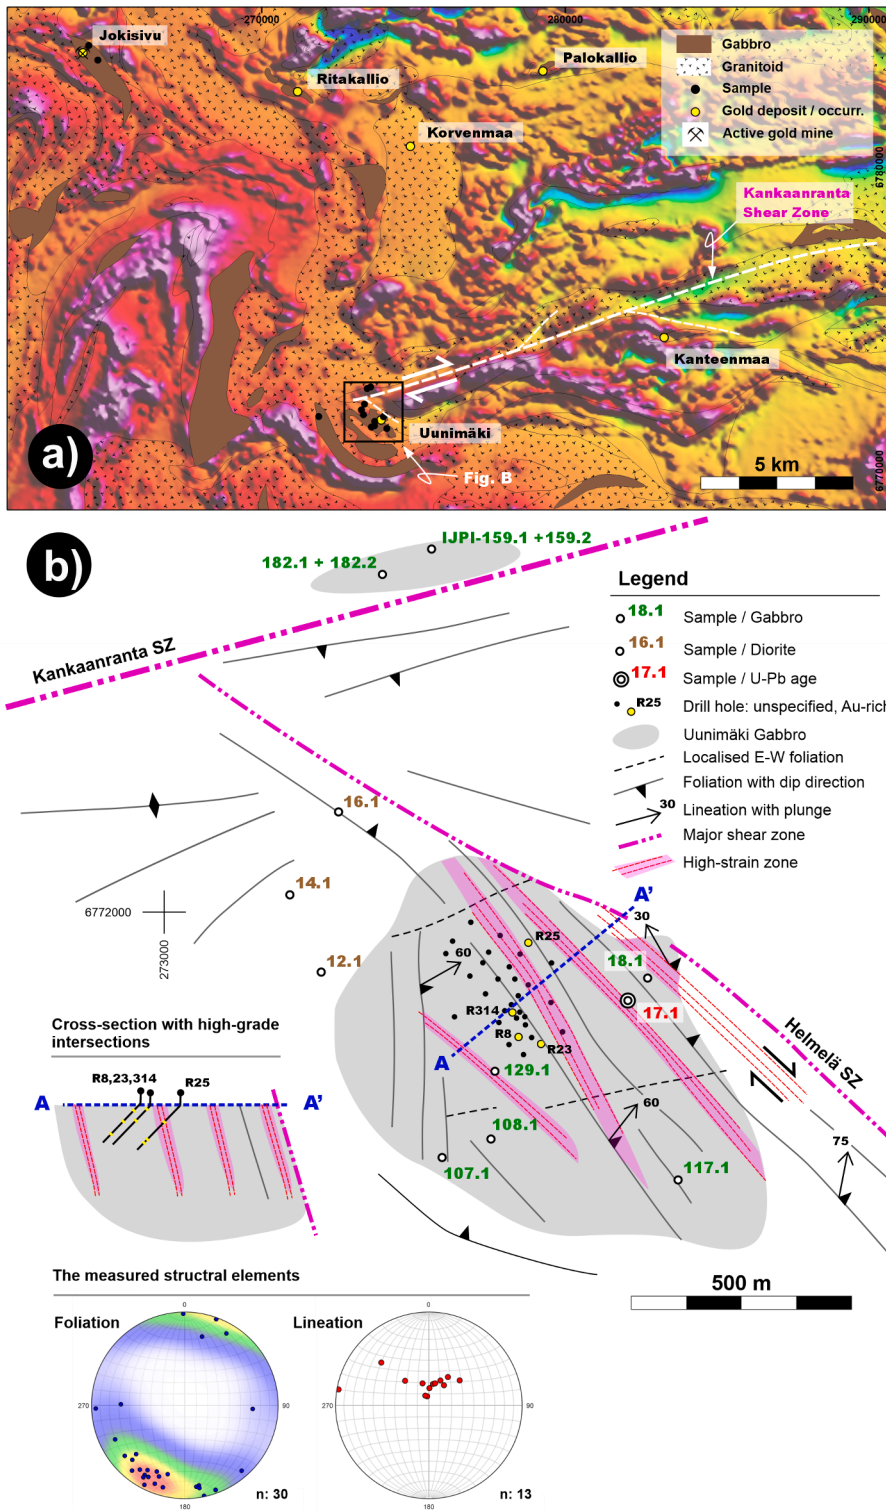 270000
280000
290000
Jokisivu
Ritakallio
Palokallio
Korvenmaa
Gabbro
Granitoid
Sample
Gold deposit / occurr.
Active gold mine
6780000
Kankaanranta
Shear Zone
Kanteenmaa
Uunimäki
Fig. B
a)
5 km
6770000
b)
IJPI-159.1 +159.2
182.1 + 182.2
Kankaanranta SZ
Legend
18.1 Sample / Gabbro
16.1 Sample / Diorite
17.1 Sample / U-Pb age
R25 Drill hole: unspecified, Au-rich
Uunimäki Gabbro
Localised E-W foliation
Foliation with dip direction
30 Lineation with plunge
Major shear zone
High-strain zone
16.1
14.1
6772000
273000
12.1
A'
30
R25
60
18.1
R314
17.1
R8
R23
A
129.1
Helmelä SZ
60
108.1
107.1
117.1
75
Cross-section with high-grade
intersections
R8,23,314
R25
A
A'
500 m
The measured structral elements
Foliation
0
90
180
270
n: 30
Lineation
0
90
180
270
n: 13